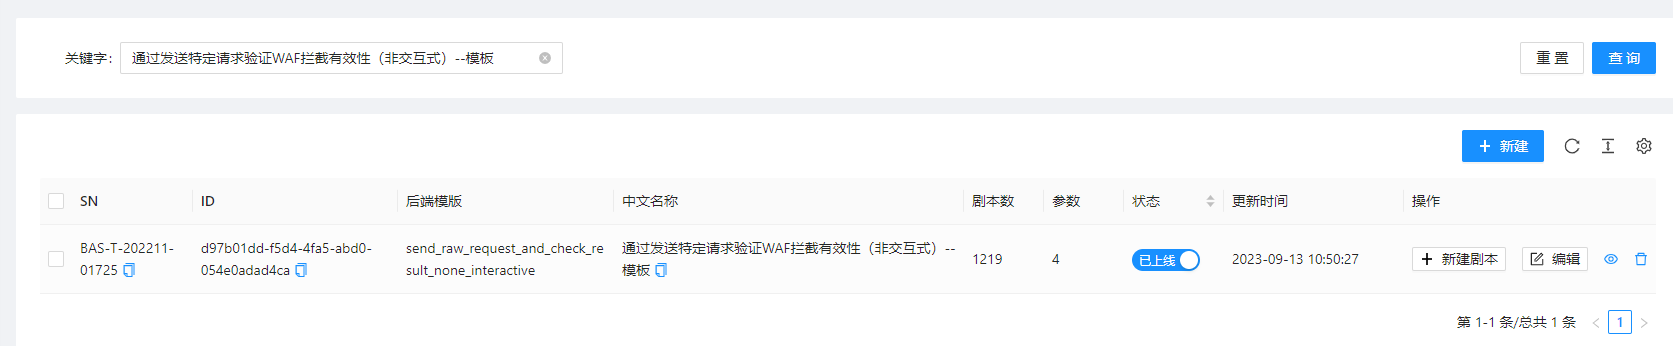 关键字： 通过发送特定请求验证WAF拦截有效性（非交互式）--模板 重 置 查 询
+ 新建
SN ID 后端模版 中文名称 剧本数 参数 状态 更新时间 操作
BAS-T-202211-
01725
d97b01dd-f5d4-4fa5-abd0-
054e0adad4ca
send_raw_request_and_check_re
sult_none_interactive
通过发送特定请求验证WAF拦截有效性（非交互式）--
模板
1219 4 已上线 2023-09-13 10:50:27 + 新建剧本 编辑
第 1-1 条/总共 1 条 < 1 >